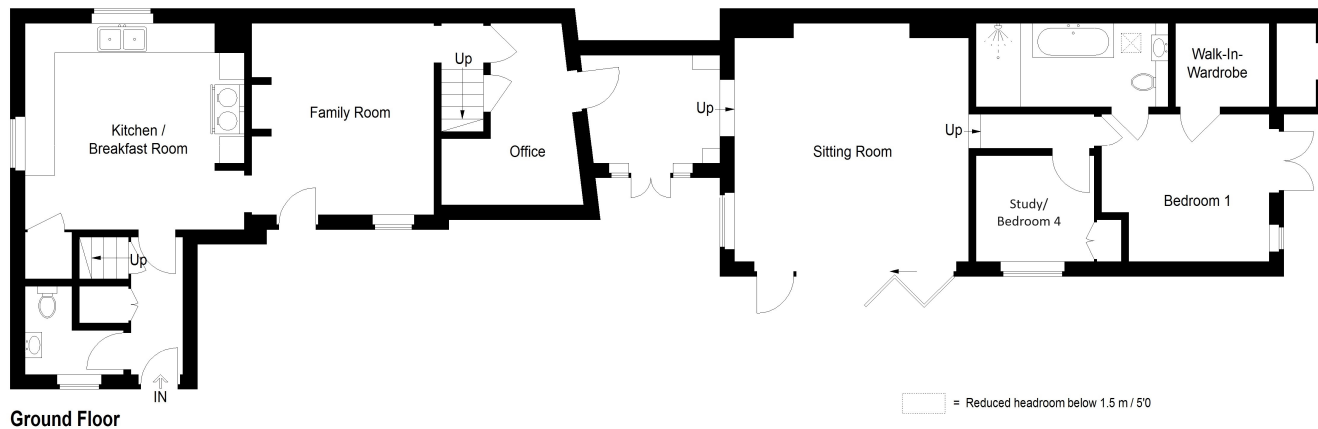 Up
Kitchen /
Breakfast Room
Family Room
Office
Up
Sitting Room
Up
Walk-In-
Wardrobe
Study/
Bedroom 4
Bedroom 1
Up
IN
Ground Floor
= Reduced headroom below 1.5 m / 5'0